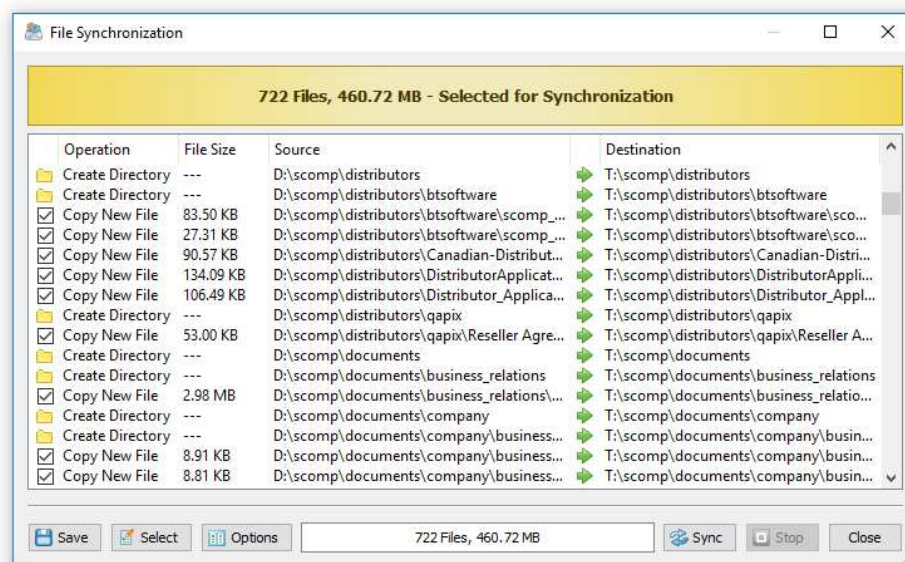 File Synchronization
722 Files, 460.72 MB - Selected for Synchronization
Operation File Size Source Destination
Create Directory --- D:\scomp\distributors T:\scomp\distributors
Create Directory --- D:\scomp\distributors\btsoftware T:\scomp\distributors\btsoftware
Copy New File 83.50 KB D:\scomp\distributors\btsoftware\scomp_... T:\scomp\distributors\btsoftware\sco...
Copy New File 27.31 KB D:\scomp\distributors\btsoftware\scomp_... T:\scomp\distributors\btsoftware\sco...
Copy New File 90.57 KB D:\scomp\distributors\Canadian-Distribut... T:\scomp\distributors\Canadian-Distri...
Copy New File 134.09 KB D:\scomp\distributors\DistributorApplicat... T:\scomp\distributors\DistributorAppli...
Copy New File 106.49 KB D:\scomp\distributors\Distributor_Applica... T:\scomp\distributors\Distributor_Appl...
Create Directory --- D:\scomp\distributors\qapix T:\scomp\distributors\qapix
Copy New File 53.00 KB D:\scomp\distributors\qapix\Reseller Agre... T:\scomp\distributors\qapix\Reseller A...
Create Directory --- D:\scomp\documents T:\scomp\documents
Create Directory --- D:\scomp\documents\business_relations T:\scomp\documents\business_relations
Copy New File 2.98 MB D:\scomp\documents\business_relations\... T:\scomp\documents\business_relatio...
Create Directory --- D:\scomp\documents\company T:\scomp\documents\company
Create Directory --- D:\scomp\documents\company\business... T:\scomp\documents\company\busin...
Copy New File 8.91 KB D:\scomp\documents\company\business... T:\scomp\documents\company\busin...
Copy New File 8.81 KB D:\scomp\documents\company\business... T:\scomp\documents\company\busin...
Save Select Options 722 Files, 460.72 MB Sync Stop Close